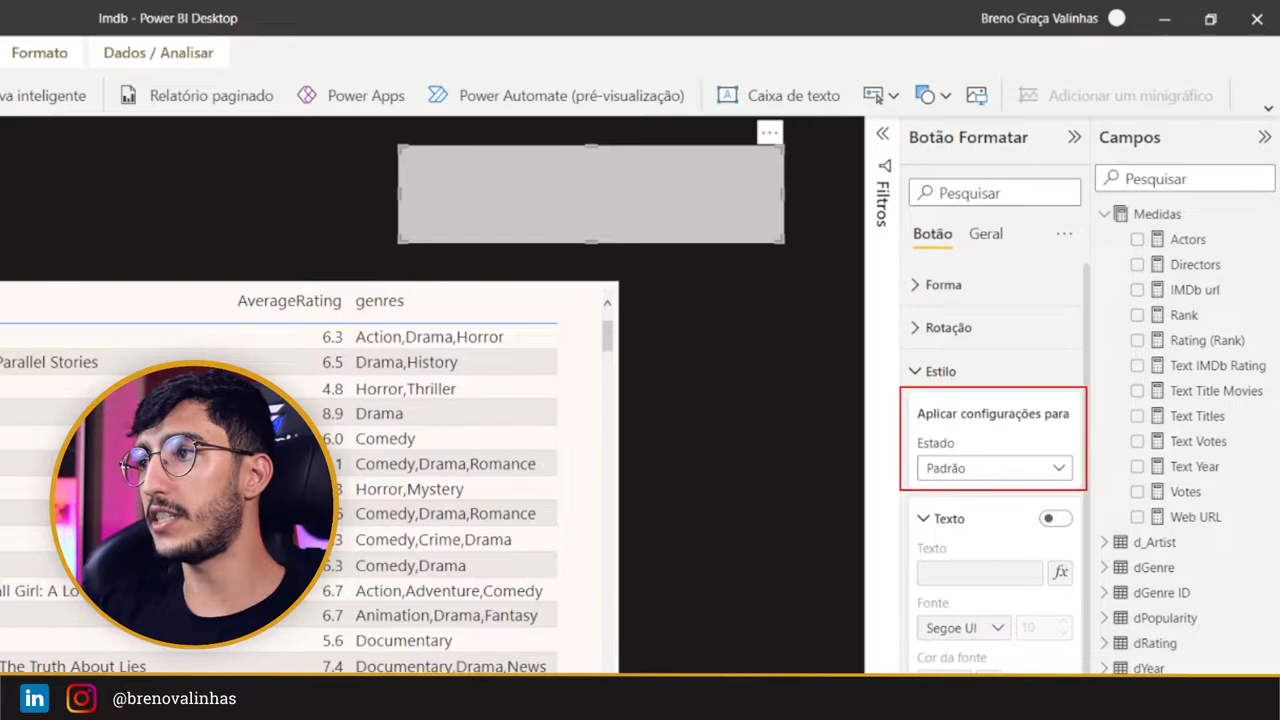 Imdb - Power BI Desktop
Breno Graça Valinhas
Formato
Dados / Analisar
va inteligente
Relatório paginado
Power Apps
Power Automate (pré-visualização)
Caixa de texto
Adicionar um minigráfico
Filtros
Botão Formatar
Pesquisar
Botão
Geral
Forma
Rotação
Estilo
Aplicar configurações para
Estado
Padrão
Texto
Texto
fx
Fonte
Segoe UI
10
Cor da fonte
Campos
Pesquisar
Medidas
Actors
Directors
IMDb url
Rank
Rating (Rank)
Text IMDb Rating
Text Title Movies
Text Titles
Text Votes
Text Year
Votes
Web URL
d_Artist
dGenre
dGenre ID
dPopularity
dRating
dYear
AverageRating genres
6.3 Action,Drama,Horror
Parallel Stories 6.5 Drama,History
4.8 Horror,Thriller
8.9 Drama
6.0 Comedy
1 Comedy,Drama,Romance
Horror,Mystery
Comedy,Drama,Romance
3 Comedy,Crime,Drama
6.3 Comedy,Drama
all Girl: A Lo 6.7 Action,Adventure,Comedy
6.7 Animation,Drama,Fantasy
5.6 Documentary
The Truth About Lies 7.4 Documentary,Drama,News
in
@brenovalinhas